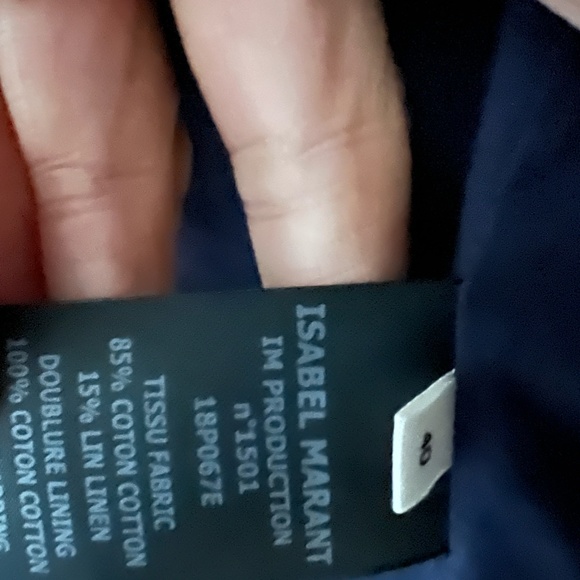 40
ISABEL MARANT
IM PRODUCTION
n°1501
18P067E
TISSU FABRIC
85% COTON COTTON
15% LIN LINEN
DOUBLURE LINING
100% COTON COTTON